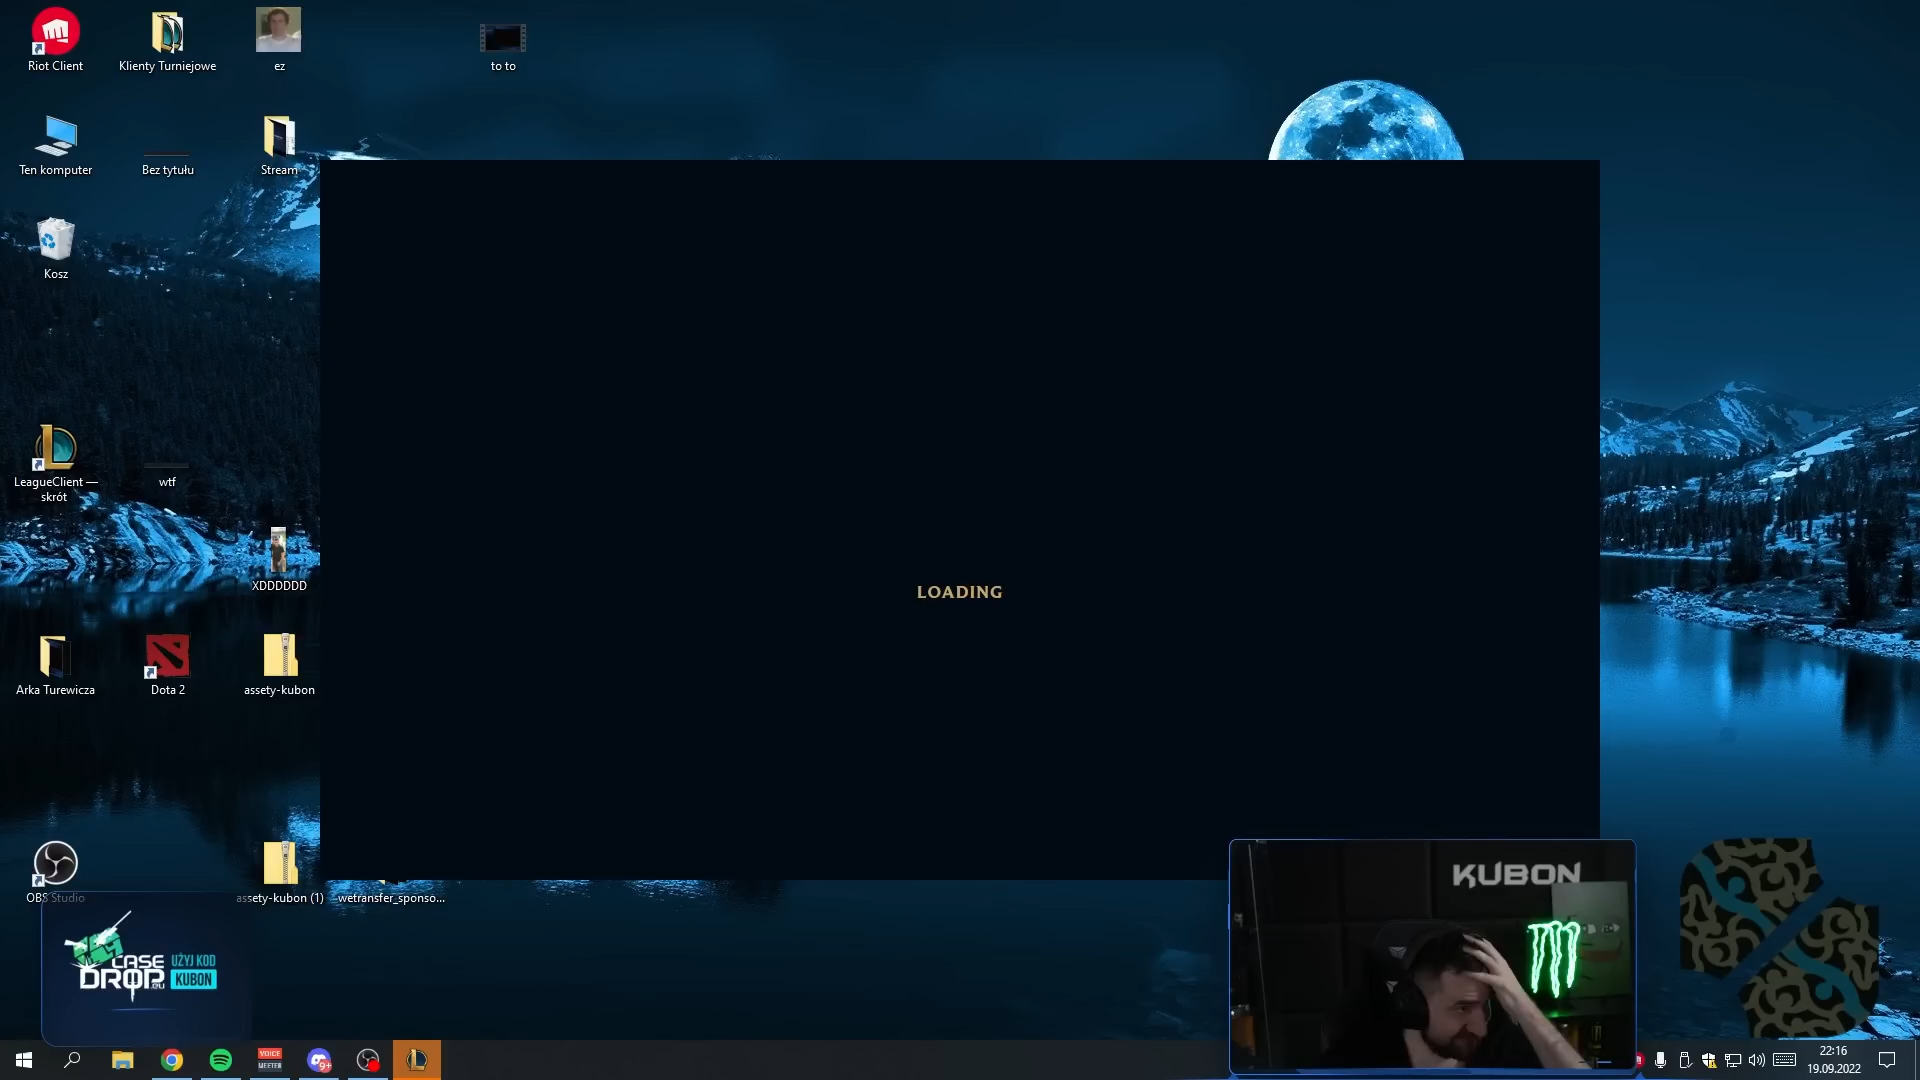 Riot Client
Klienty Turniejowe
ez
to to
Ten komputer
Bez tytułu
Stream
Kosz
LeagueClient —
skrót
wtf
XDDDDDD
LOADING
Arka Turewicza
Dota 2
assety-kubon
OBS Studio
assety-kubon (1)
wetransfer_sponso...
KUBON
CASE
DROP.EU
UŻYJ KOD
KUBON
VOICE
MEETER
9+
22:16
19.09.2022